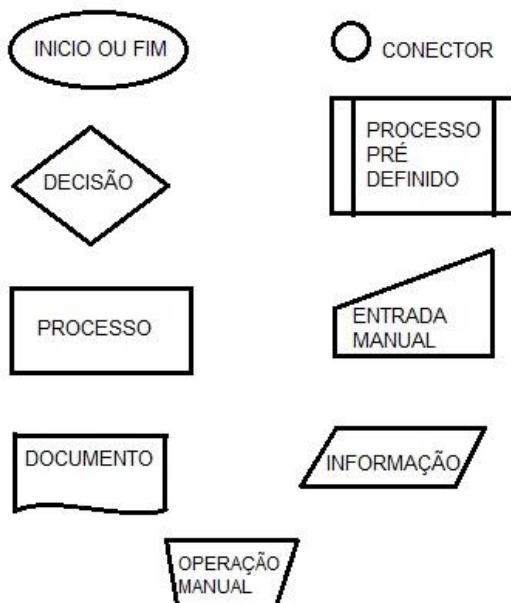 INICIO OU FIM
CONECTOR
DECISÃO
PROCESSO
PRÉ
DEFINIDO
PROCESSO
ENTRADA
MANUAL
DOCUMENTO
INFORMAÇÃO
OPERAÇÃO
MANUAL